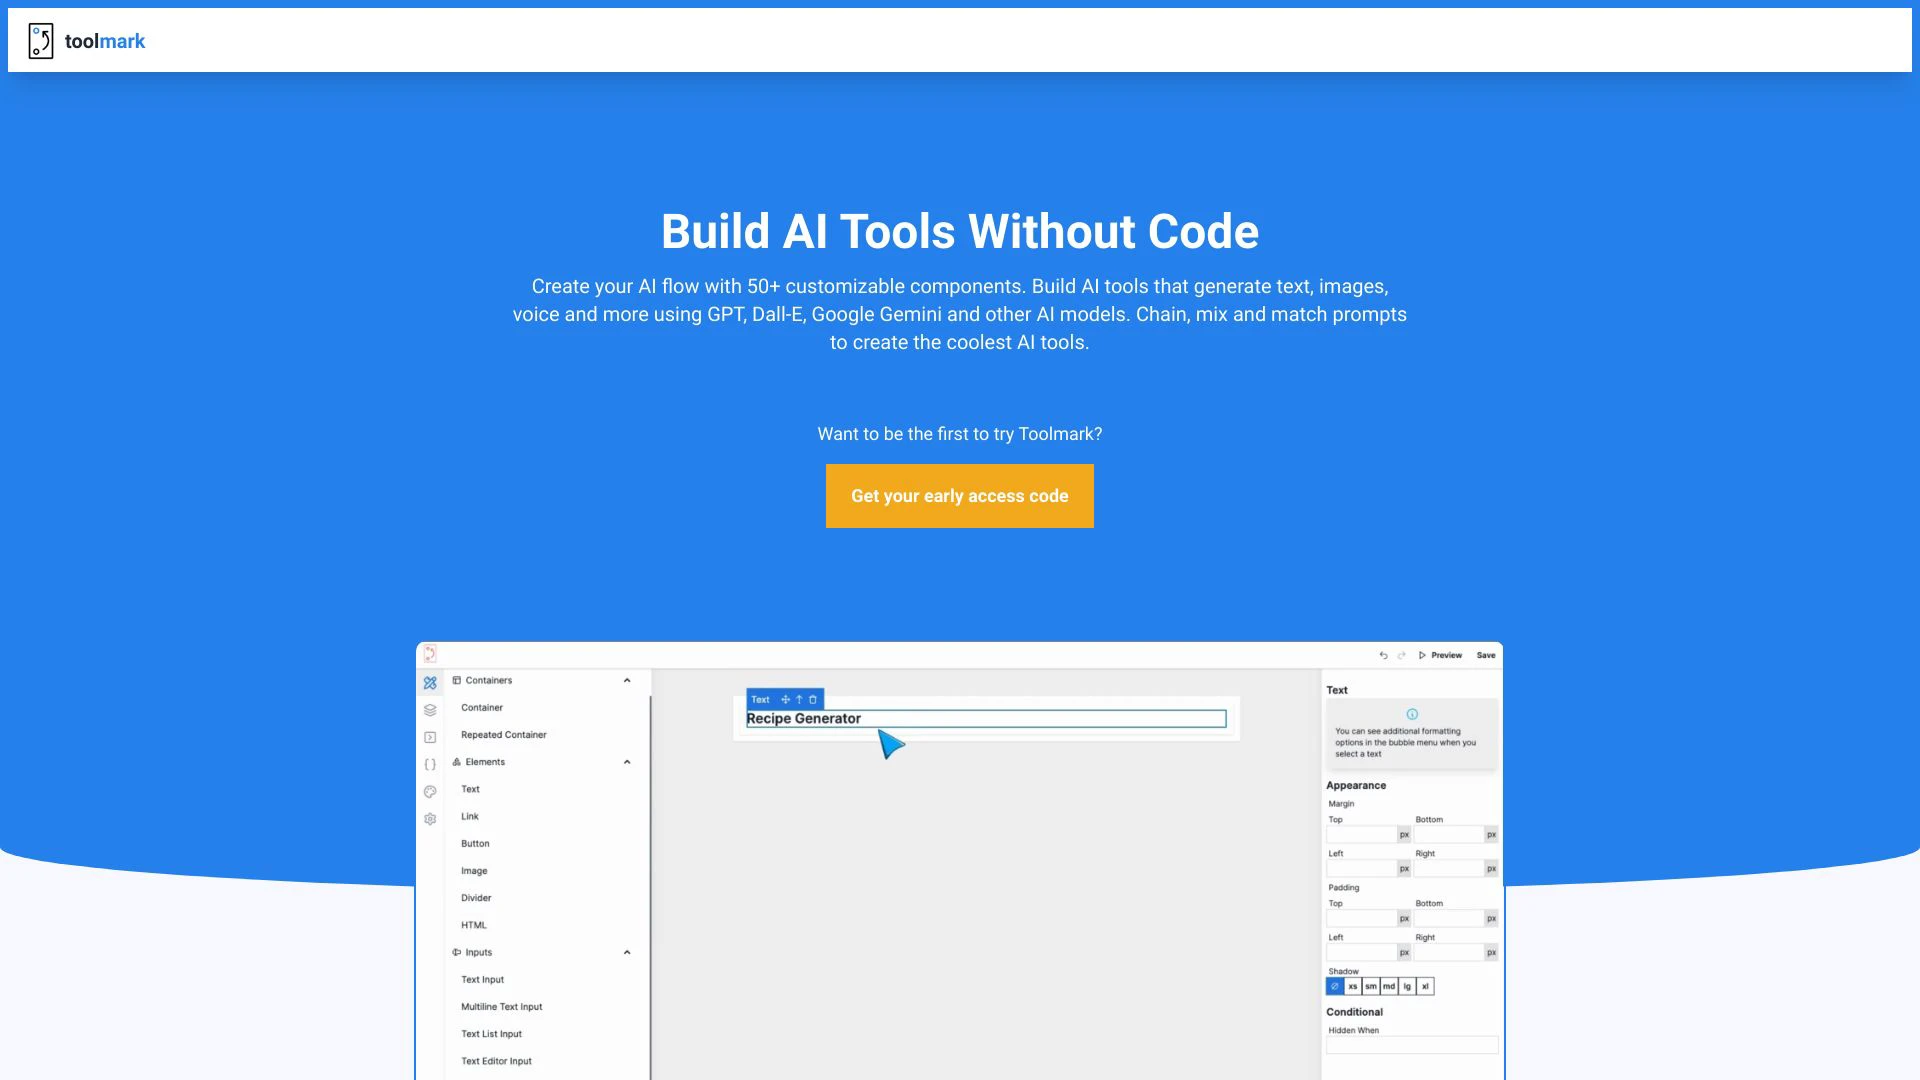 toolmark
Build AI Tools Without Code
Create your AI flow with 50+ customizable components. Build AI tools that generate text, images,
voice and more using GPT, Dall-E, Google Gemini and other AI models. Chain, mix and match prompts
to create the coolest AI tools.
Want to be the first to try Toolmark?
Get your early access code
Preview Save
Containers
Container
Repeated Container
Elements
Text
Link
Button
Image
Divider
HTML
Inputs
Text Input
Multiline Text Input
Text List Input
Text Editor Input
Text
Recipe Generator
Text
You can see additional formatting
options in the bubble menu when you
select a text
Appearance
Margin
Top Bottom
px px
Left Right
px px
Padding
Top Bottom
px px
Left Right
px px
Shadow
xs sm md lg xl
Conditional
Hidden When